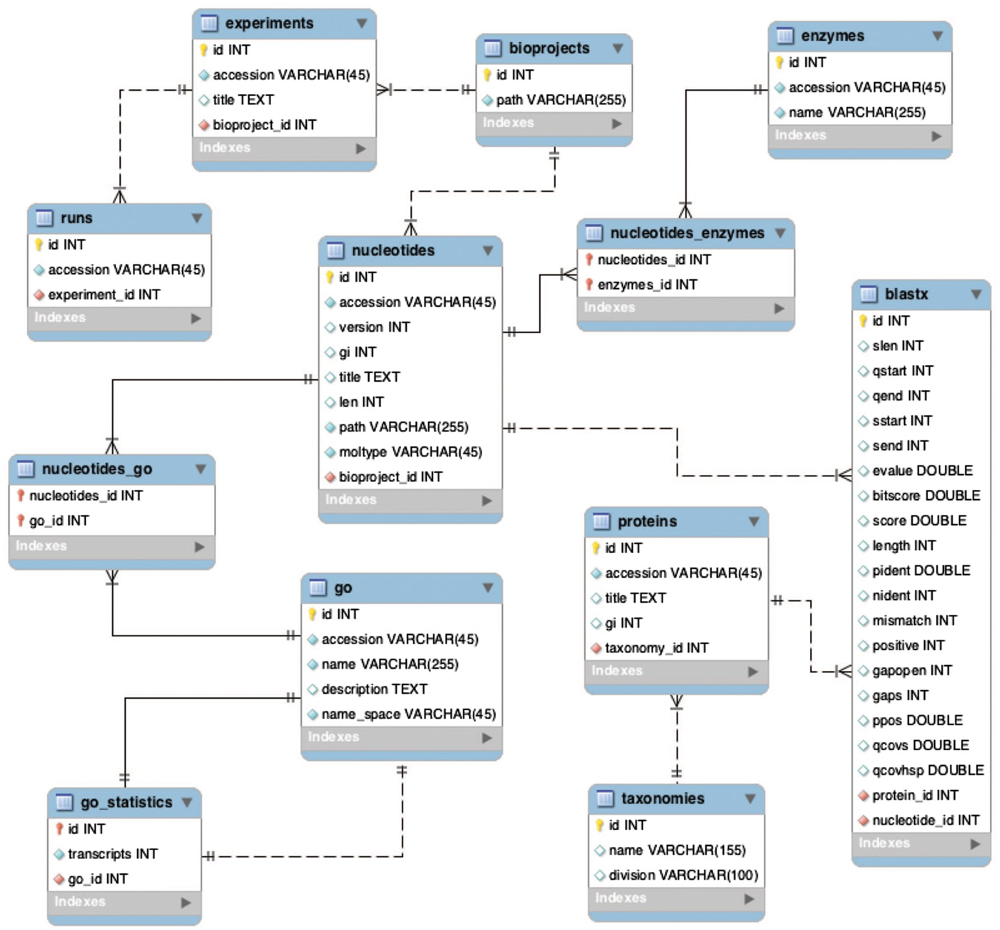 experiments
id INT
accession VARCHAR(45)
title TEXT
bioproject_id INT
Indexes
bioprojects
id INT
path VARCHAR(255)
Indexes
enzymes
id INT
accession VARCHAR(45)
name VARCHAR(255)
Indexes
runs
id INT
accession VARCHAR(45)
experiment_id INT
Indexes
nucleotides
id INT
accession VARCHAR(45)
version INT
gi INT
title TEXT
len INT
path VARCHAR(255)
moltype VARCHAR(45)
bioproject_id INT
Indexes
nucleotides_enzymes
nucleotides_id INT
enzymes_id INT
Indexes
blastx
id INT
slen INT
qstart INT
qend INT
sstart INT
send INT
evalue DOUBLE
bitscore DOUBLE
score DOUBLE
length INT
pident DOUBLE
nident INT
mismatch INT
positive INT
gapopen INT
gaps INT
ppos DOUBLE
qcovs DOUBLE
qcovhsp DOUBLE
protein_id INT
nucleotide_id INT
Indexes
nucleotides_go
nucleotides_id INT
go_id INT
Indexes
proteins
id INT
accession VARCHAR(45)
title TEXT
gi INT
taxonomy_id INT
Indexes
go
id INT
accession VARCHAR(45)
name VARCHAR(255)
description TEXT
name_space VARCHAR(45)
Indexes
go_statistics
id INT
transcripts INT
go_id INT
Indexes
taxonomies
id INT
name VARCHAR(155)
division VARCHAR(100)
Indexes